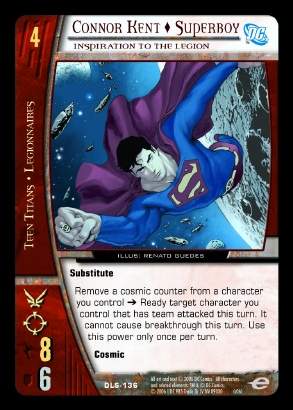 4
Connor Kent ♦ Superboy
Inspiration to the Legion
DC
Teen Titans • Legionnaires
S
Illus: Renato Guedes
Substitute
Remove a cosmic counter from a character
you control ➔ Ready target character you
control that has team attacked this turn. It
cannot cause breakthrough this turn. Use
this power only once per turn.
Cosmic
8
6
DLS-136